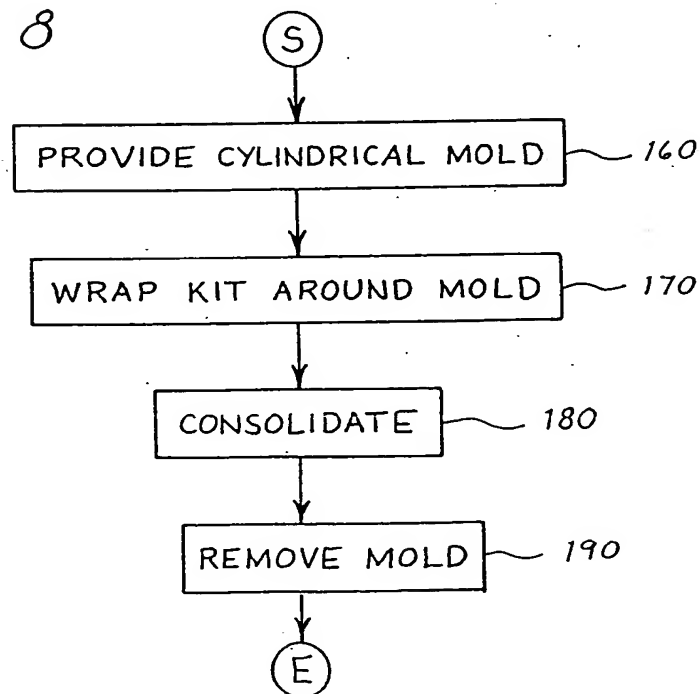 8
S
PROVIDE CYLINDRICAL MOLD 160
WRAP KIT AROUND MOLD 170
CONSOLIDATE 180
REMOVE MOLD 190
E